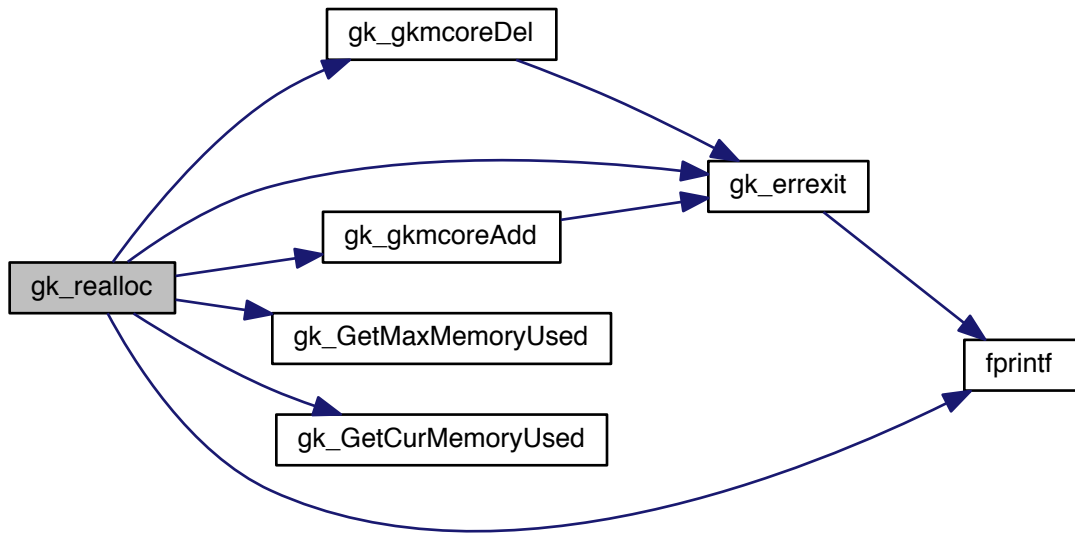 gk_gkmcoreDel
gk_errexit
gk_gkmcoreAdd
gk_realloc
gk_GetMaxMemoryUsed
fprintf
gk_GetCurMemoryUsed